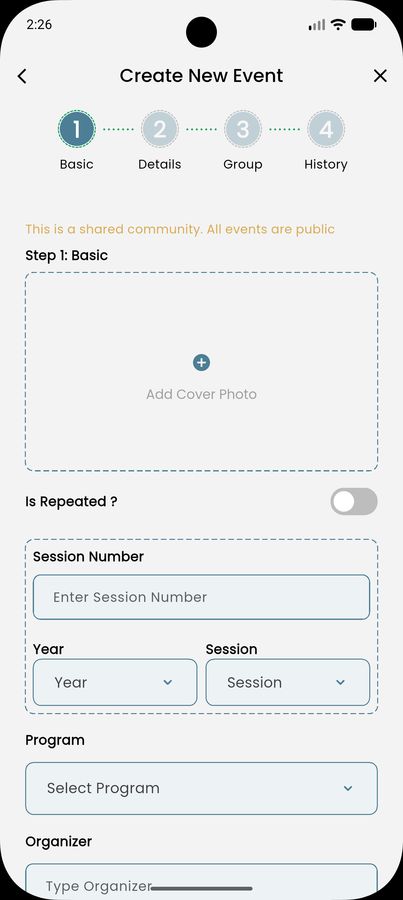 2:26
Create New Event
1 2 3 4
Basic Details Group History
This is a shared community. All events are public
Step 1: Basic
Add Cover Photo
Is Repeated ?
Session Number
Enter Session Number
Year Session
Year Session
Program
Select Program
Organizer
Type Organizer